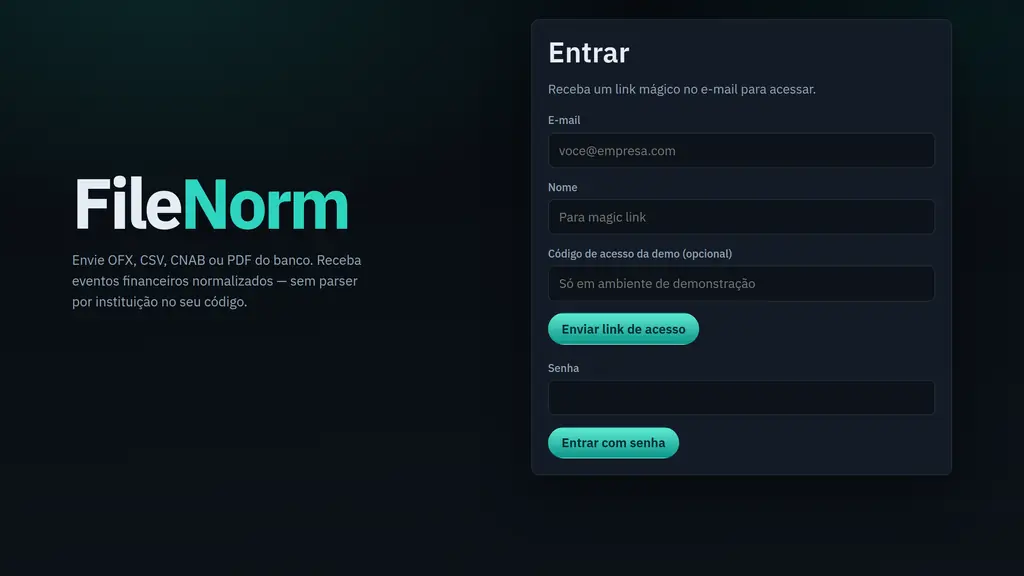 FileNorm
Envie OFX, CSV, CNAB ou PDF do banco. Receba
eventos financeiros normalizados — sem parser
por instituição no seu código.
Entrar
Receba um link mágico no e-mail para acessar.
E-mail
voce@empresa.com
Nome
Para magic link
Código de acesso da demo (opcional)
Só em ambiente de demonstração
Enviar link de acesso
Senha
Entrar com senha